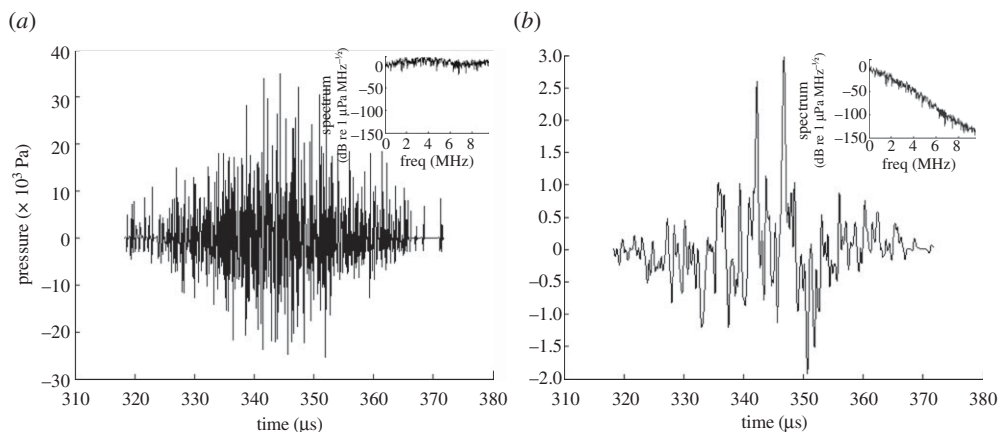 (a)
40
30
20
10
0
−10
−20
−30
pressure (× 10³ Pa)
310 320 330 340 350 360 370 380
time (µs)
spectrum
(dB re 1 µPa MHz⁻¹ᐟ²)
0
−50
−100
−150
0 2 4 6 8
freq (MHz)
(b)
3.0
2.5
2.0
1.5
1.0
0.5
0
−0.5
−1.0
−1.5
−2.0
310 320 330 340 350 360 370 380
time (µs)
spectrum
(dB re 1 µPa MHz⁻¹ᐟ²)
0
−50
−100
−150
0 2 4 6 8
freq (MHz)